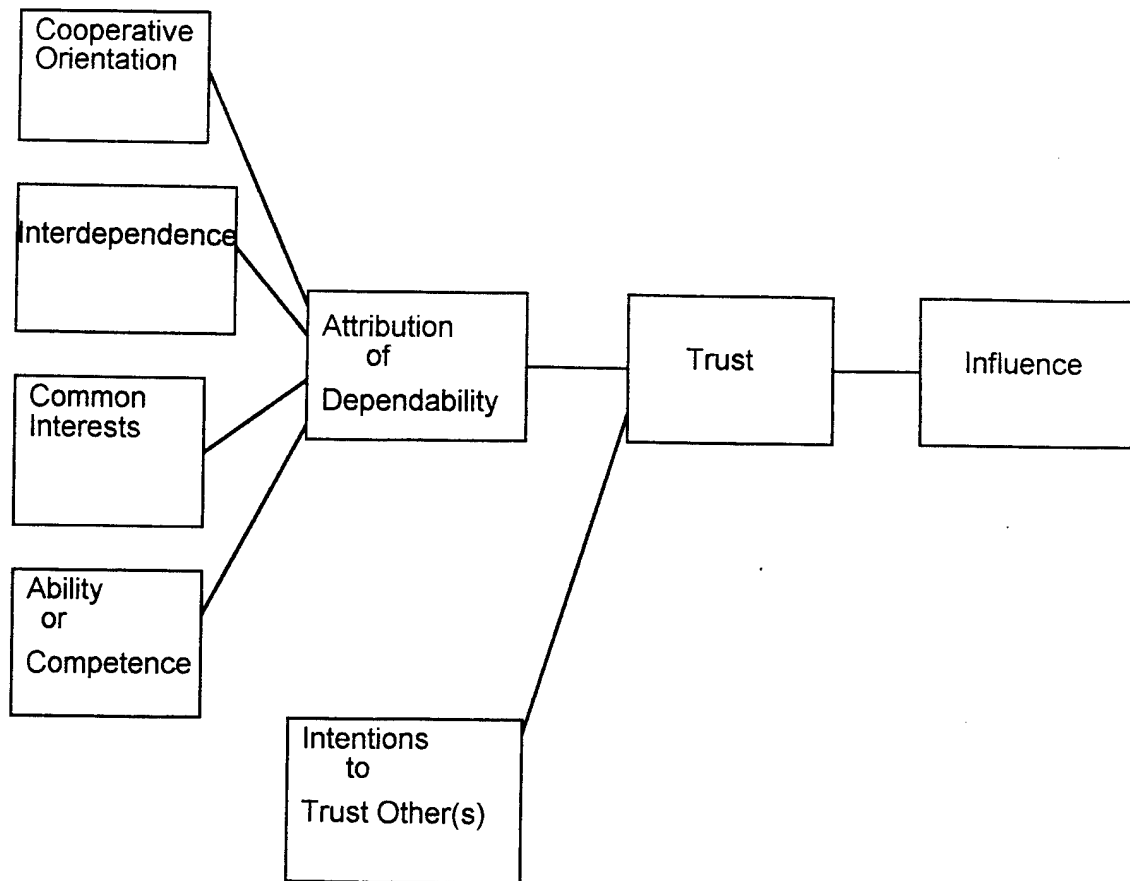 Cooperative
Orientation
Interdependence
Common
Interests
Ability
or
Competence
Attribution
of
Dependability
Intentions
to
Trust Other(s)
Trust
Influence